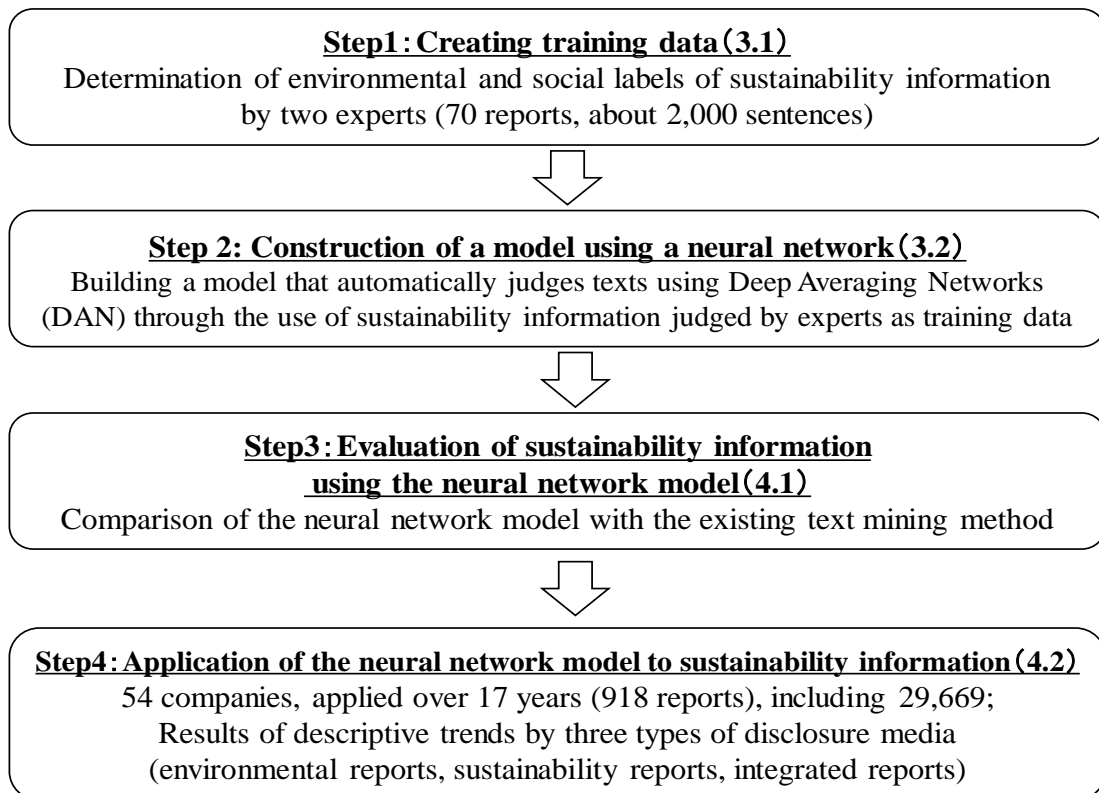 Step1：Creating training data（3.1）
Determination of environmental and social labels of sustainability information
by two experts (70 reports, about 2,000 sentences)
Step 2: Construction of a model using a neural network（3.2）
Building a model that automatically judges texts using Deep Averaging Networks
(DAN) through the use of sustainability information judged by experts as training data
Step3：Evaluation of sustainability information
using the neural network model（4.1）
Comparison of the neural network model with the existing text mining method
Step4：Application of the neural network model to sustainability information（4.2）
54 companies, applied over 17 years (918 reports), including 29,669;
Results of descriptive trends by three types of disclosure media
(environmental reports, sustainability reports, integrated reports)